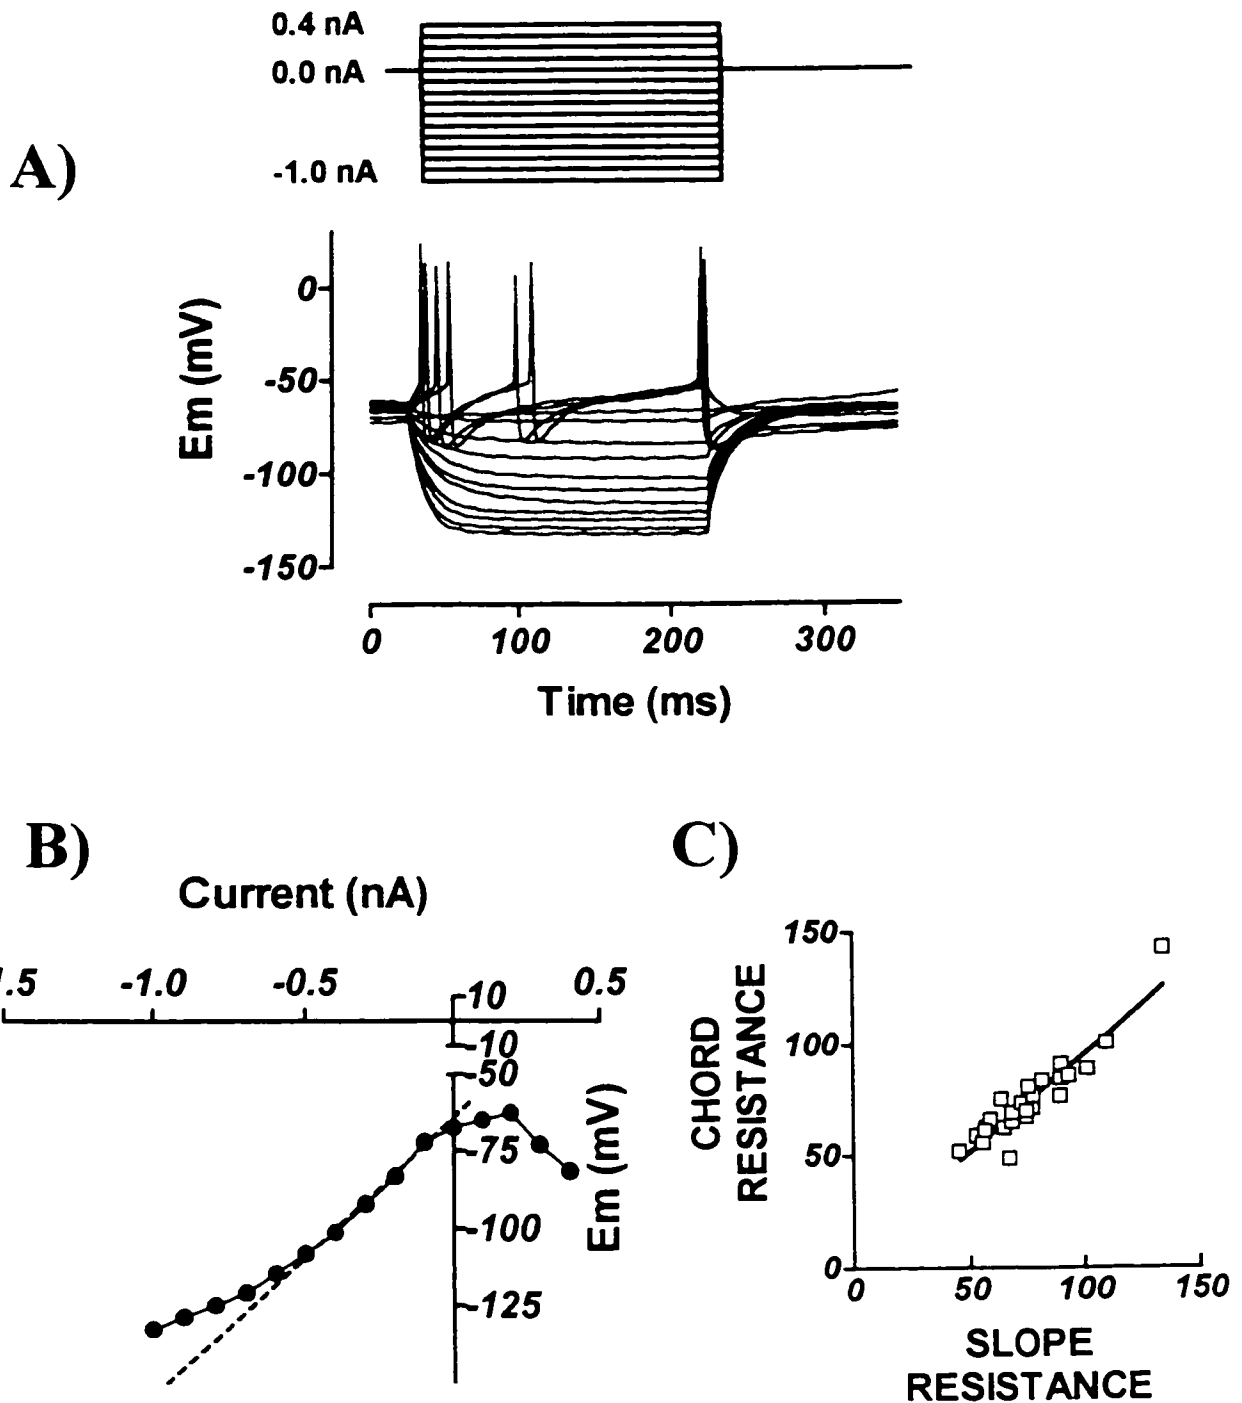 0.4 nA
0.0 nA
-1.0 nA
A)
0
-50
-100
-150
Em (mV)
0 100 200 300
Time (ms)
B)
Current (nA)
.5 -1.0 -0.5 0.5
10
-10
-50
-75
-100
-125
Em (mV)
C)
150
100
50
0
CHORD
RESISTANCE
0 50 100 150
SLOPE
RESISTANCE